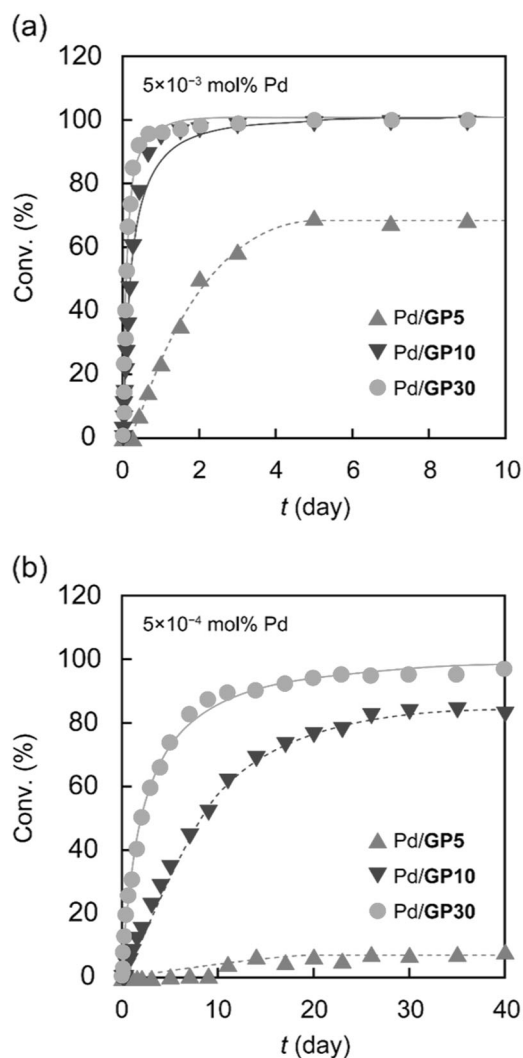 (a)
120
5×10⁻³ mol% Pd
100
80
60
40
20
0
Conv. (%)
Pd/GP5
Pd/GP10
Pd/GP30
0 2 4 6 8 10
t (day)
(b)
120
5×10⁻⁴ mol% Pd
100
80
60
40
20
0
Conv. (%)
Pd/GP5
Pd/GP10
Pd/GP30
0 10 20 30 40
t (day)